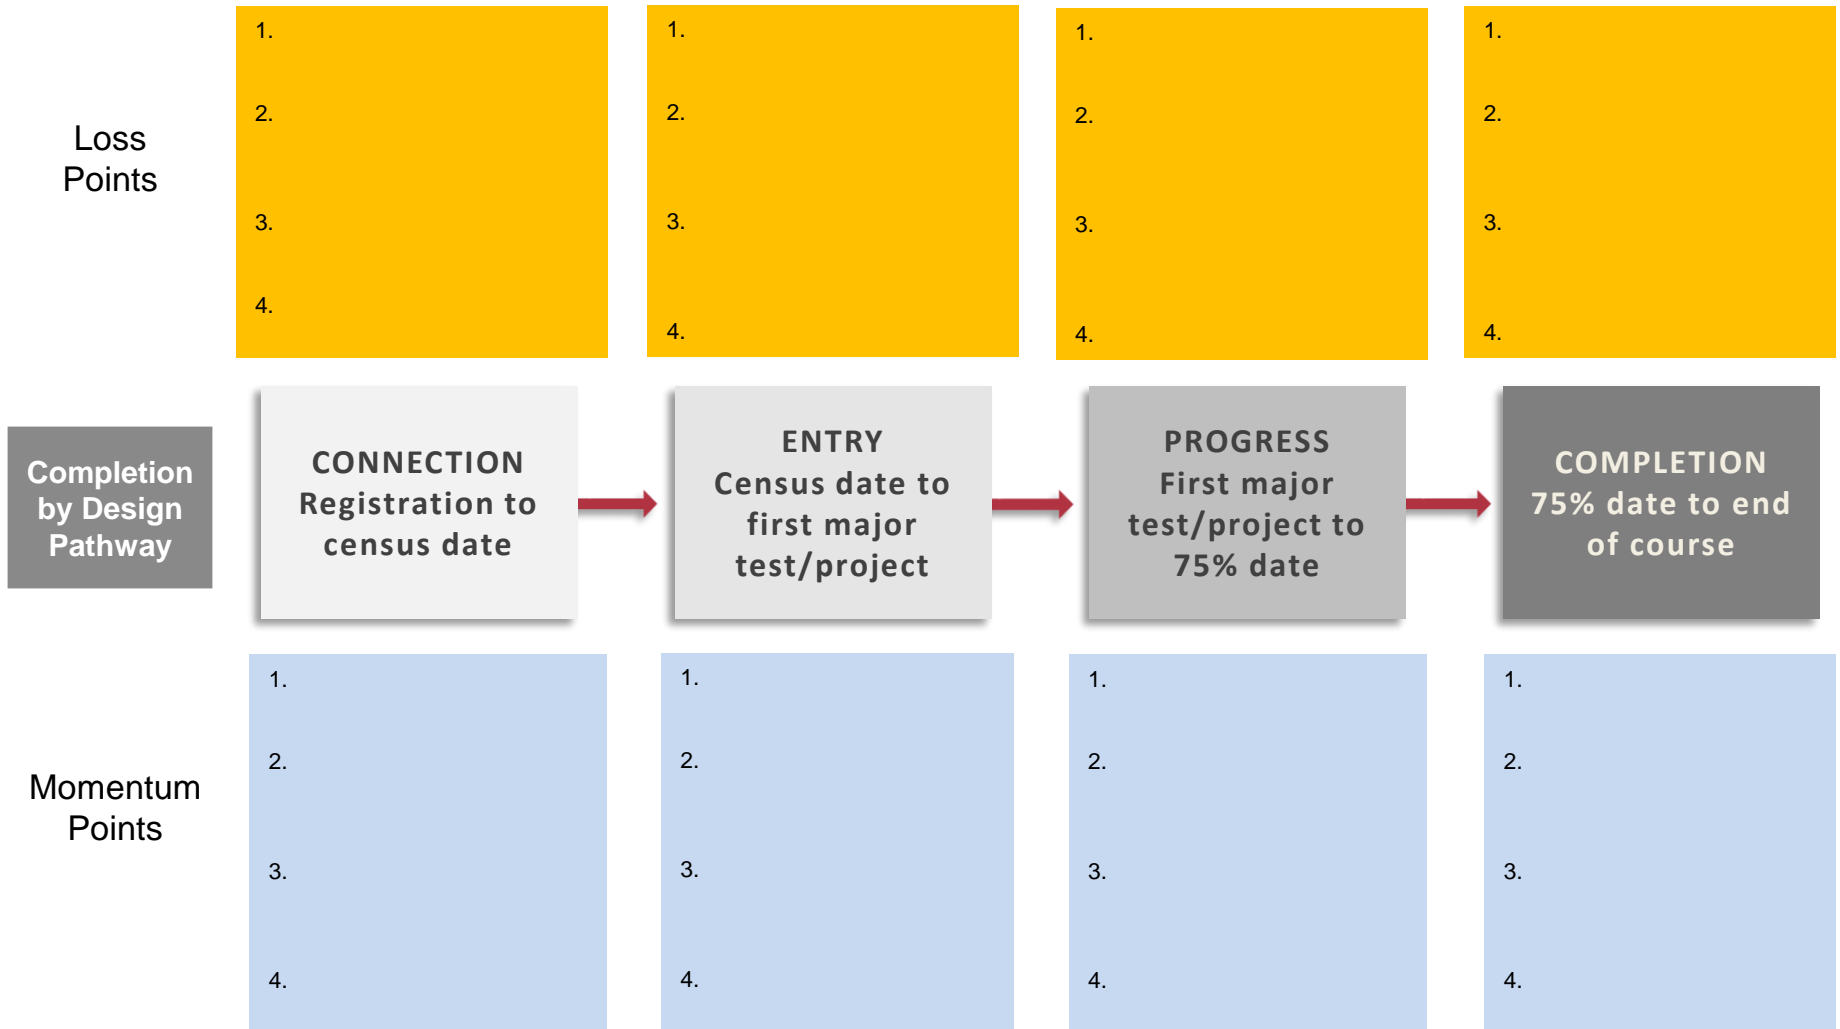 Loss
Points
1.
2.
3.
4.
1.
2.
3.
4.
1.
2.
3.
4.
1.
2.
3.
4.
Completion
by Design
Pathway
CONNECTION
Registration to
census date
ENTRY
Census date to
first major
test/project
PROGRESS
First major
test/project to
75% date
COMPLETION
75% date to end
of course
Momentum
Points
1.
2.
3.
4.
1.
2.
3.
4.
1.
2.
3.
4.
1.
2.
3.
4.